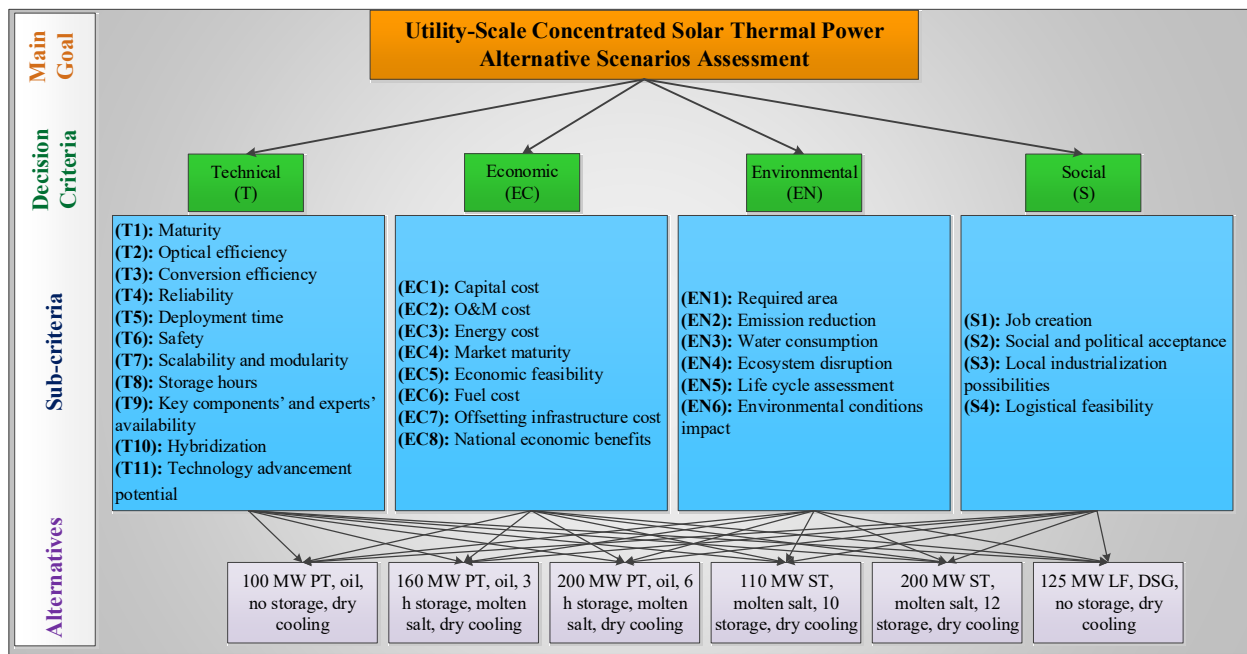 Main
Goal
Utility-Scale Concentrated Solar Thermal Power
Alternative Scenarios Assessment
Decision
Criteria
Technical
(T)
Economic
(EC)
Environmental
(EN)
Social
(S)
Sub-criteria
(T1): Maturity
(T2): Optical efficiency
(T3): Conversion efficiency
(T4): Reliability
(T5): Deployment time
(T6): Safety
(T7): Scalability and modularity
(T8): Storage hours
(T9): Key components’ and experts’
availability
(T10): Hybridization
(T11): Technology advancement
potential
(EC1): Capital cost
(EC2): O&M cost
(EC3): Energy cost
(EC4): Market maturity
(EC5): Economic feasibility
(EC6): Fuel cost
(EC7): Offsetting infrastructure cost
(EC8): National economic benefits
(EN1): Required area
(EN2): Emission reduction
(EN3): Water consumption
(EN4): Ecosystem disruption
(EN5): Life cycle assessment
(EN6): Environmental conditions
impact
(S1): Job creation
(S2): Social and political acceptance
(S3): Local industrialization
possibilities
(S4): Logistical feasibility
Alternatives
100 MW PT, oil,
no storage, dry
cooling
160 MW PT, oil, 3
h storage, molten
salt, dry cooling
200 MW PT, oil, 6
h storage, molten
salt, dry cooling
110 MW ST,
molten salt, 10
storage, dry cooling
200 MW ST,
molten salt, 12
storage, dry cooling
125 MW LF, DSG,
no storage, dry
cooling